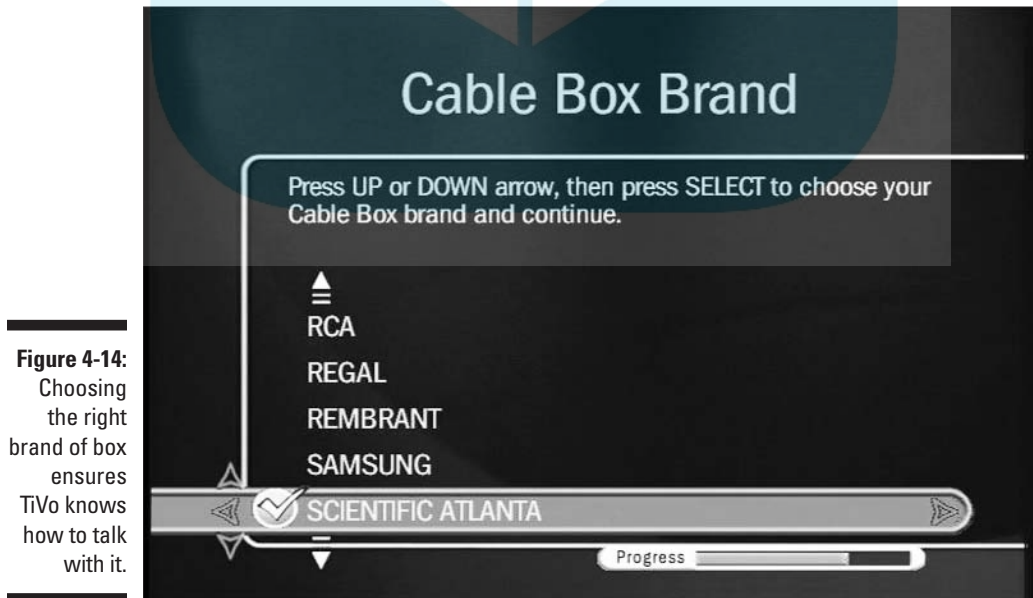 Cable Box Brand
Press UP or DOWN arrow, then press SELECT to choose your
Cable Box brand and continue.
RCA
REGAL
REMBRANT
SAMSUNG
SCIENTIFIC ATLANTA
Progress
Figure 4-14:
Choosing
the right
brand of box
ensures
TiVo knows
how to talk
with it.